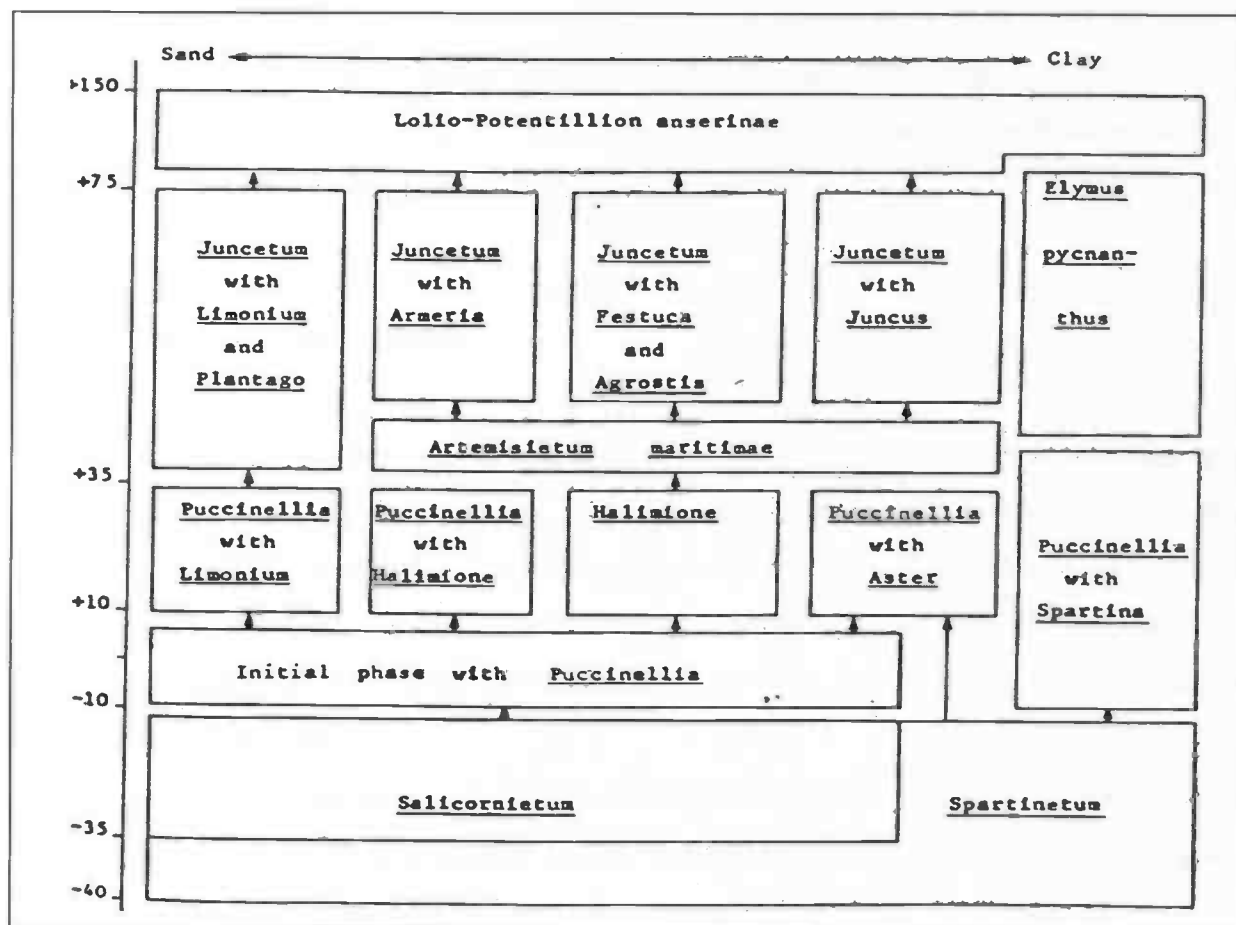 Sand Clay
+150
Lolio-Potentillion anserinae
+75
Juncetum
with
Limonium
and
Plantago
Juncetum
with
Armeria
Juncetum
with
Festuca
and
Agrostis
Juncetum
with
Juncus
Elymus
pycnan-
thus
Artemisietum maritimae
+35
Puccinellia
with
Limonium
Puccinellia
with
Halimione
Halimione
Puccinellia
with
Aster
Puccinellia
with
Spartina
+10
Initial phase with Puccinellia
-10
Salicornietum
Spartinetum
-35
-40